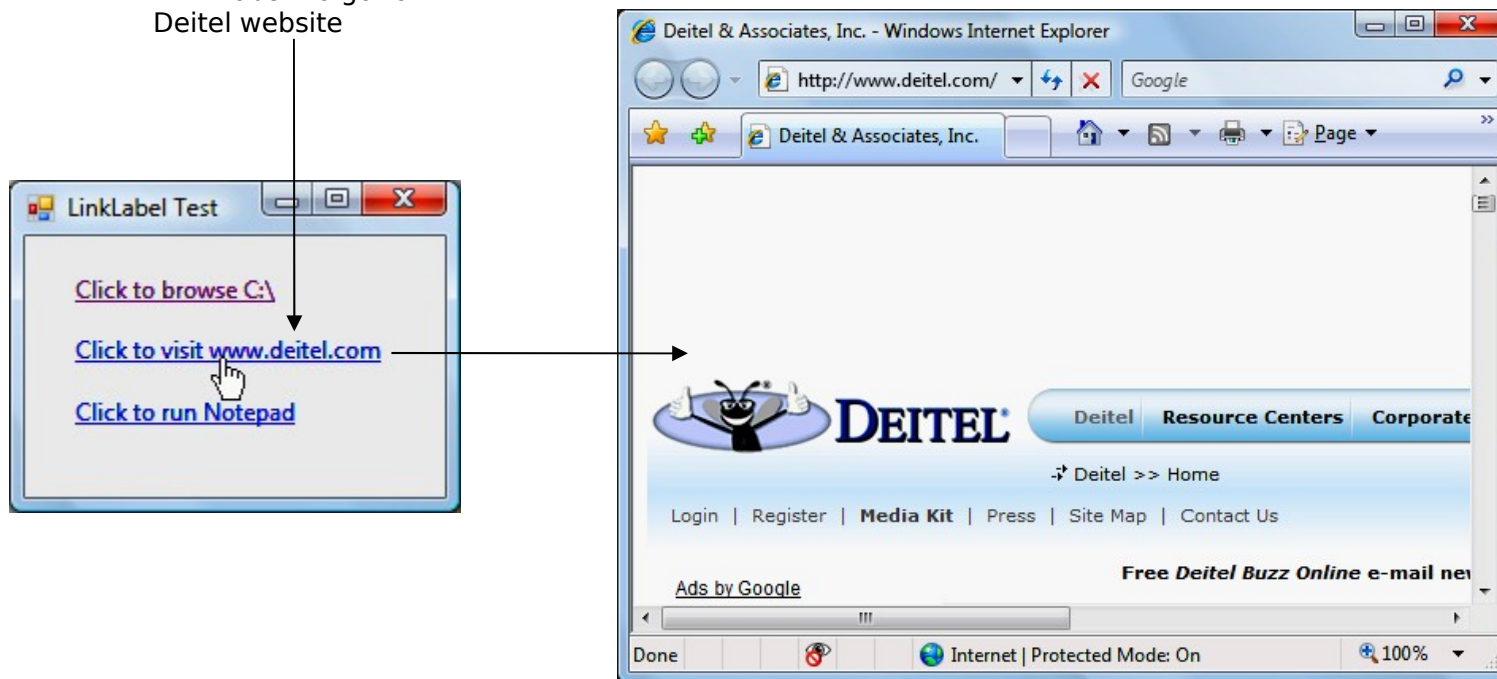 Deitel website
LinkLabel Test
Click to browse C:\
Click to visit www.deitel.com
Click to run Notepad
Deitel & Associates, Inc. - Windows Internet Explorer
http://www.deitel.com/
Google
Deitel & Associates, Inc.
Page
DEITEL®
Deitel Resource Centers Corporate
Deitel >> Home
Login | Register | Media Kit | Press | Site Map | Contact Us
Free Deitel Buzz Online e-mail
Ads by Google
Done
Internet | Protected Mode: On
100%